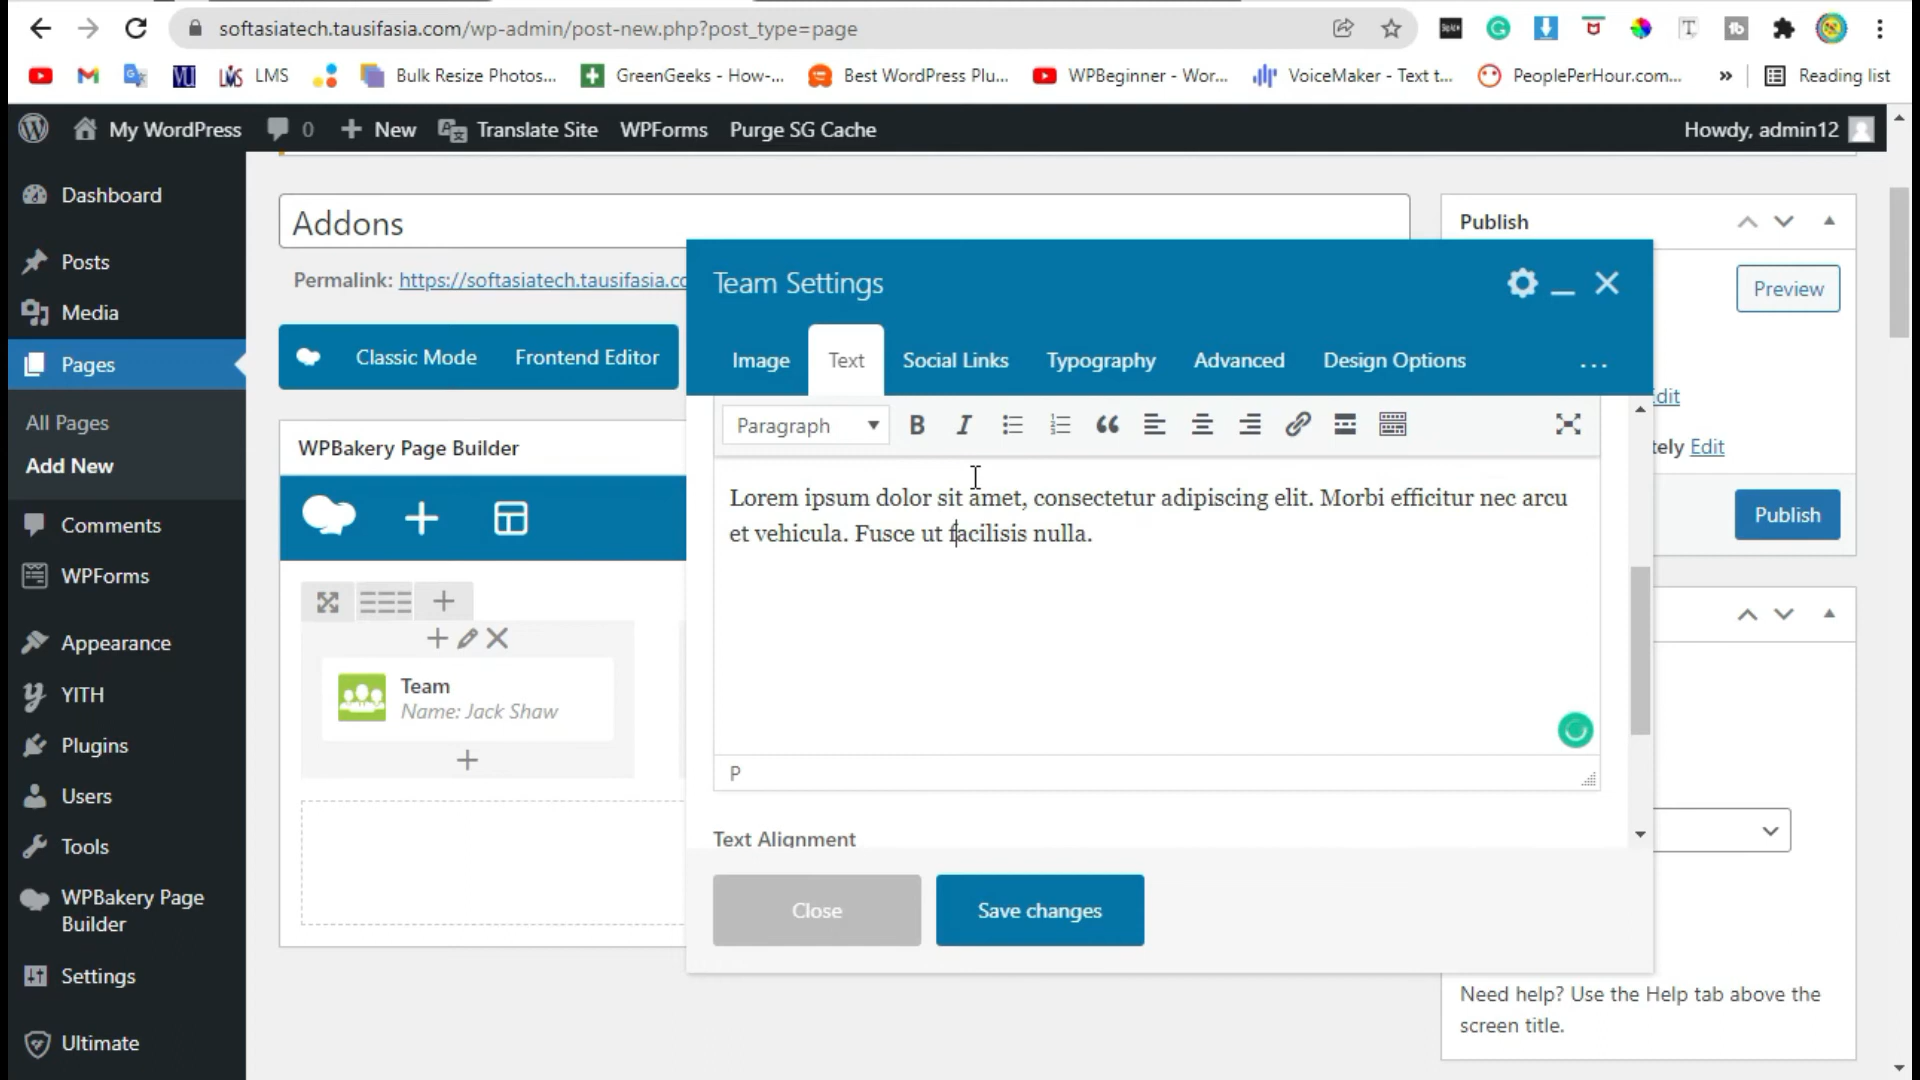 softasiatech.tausifasia.com/wp-admin/post-new.php?post_type=page
LMS
Bulk Resize Photos...
GreenGeeks - How-...
Best WordPress Plu...
WPBeginner - Wor...
VoiceMaker - Text t...
PeoplePerHour.com...
»
Reading list
My WordPress
0
New
Translate Site
WPForms
Purge SG Cache
Howdy, admin12
Dashboard
Posts
Media
Pages
All Pages
Add New
Comments
WPForms
Appearance
YITH
Plugins
Users
Tools
WPBakery Page
Builder
Settings
Ultimate
Addons
Permalink: https://softasiatech.tausifasia.co
Classic Mode
Frontend Editor
WPBakery Page Builder
Team
Name: Jack Shaw
Team Settings
Image
Text
Social Links
Typography
Advanced
Design Options
...
Paragraph
Lorem ipsum dolor sit amet, consectetur adipiscing elit. Morbi efficitur nec arcu
et vehicula. Fusce ut facilisis nulla.
P
Text Alignment
Close
Save changes
Publish
Preview
Edit
tely Edit
Publish
Need help? Use the Help tab above the
screen title.